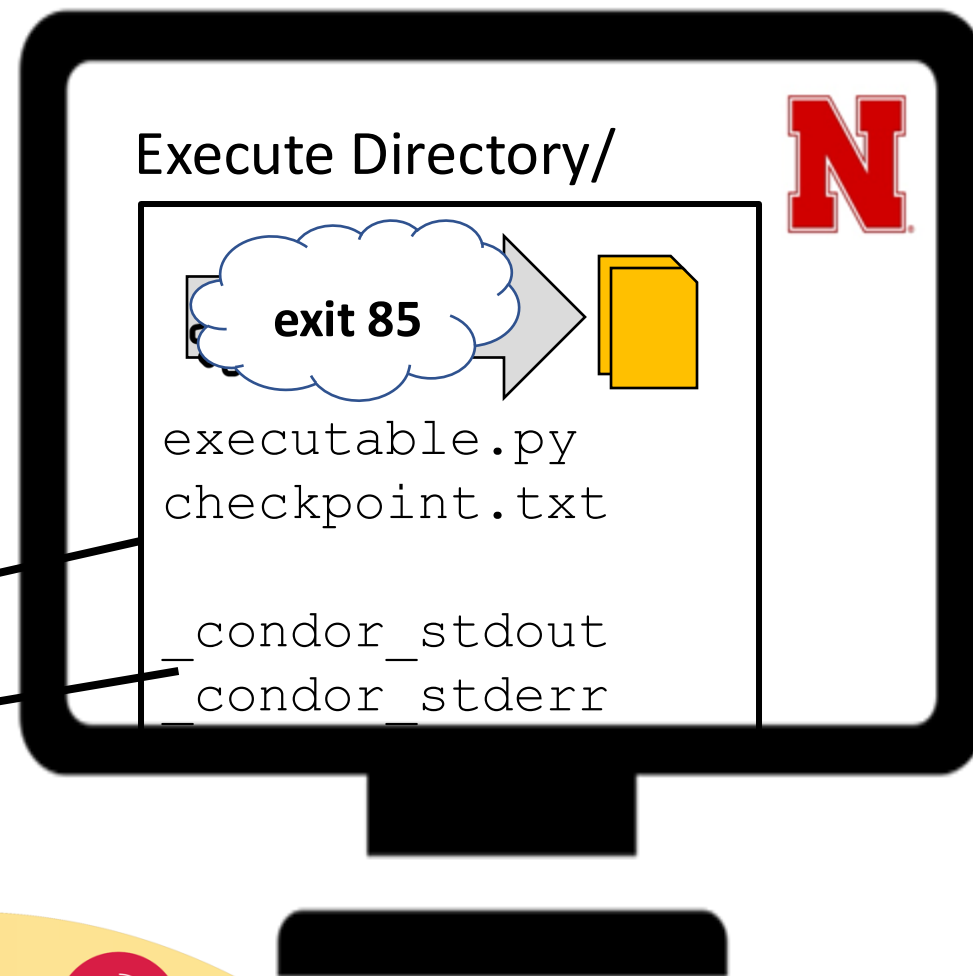 Execute Directory/
N
exit 85
executable.py
checkpoint.txt
_condor_stdout
_condor_stderr